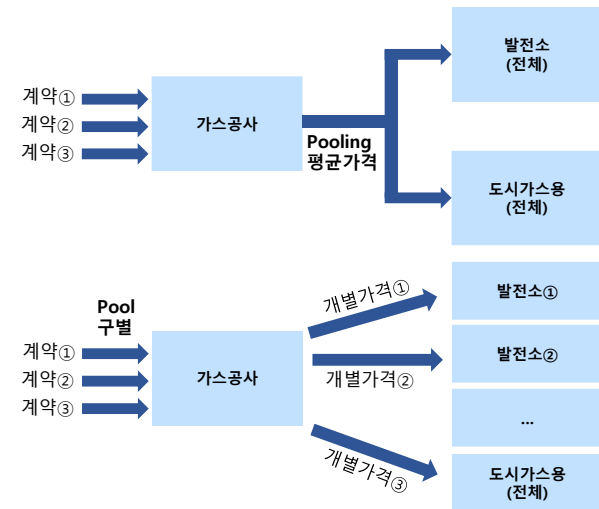 발전소
(전체)
계약①
계약②
계약③
가스공사
Pooling
평균가격
도시가스용
(전체)
Pool
구별
계약①
계약②
계약③
가스공사
개별가격①
개별가격②
개별가격③
발전소①
발전소②
...
도시가스용
(전체)